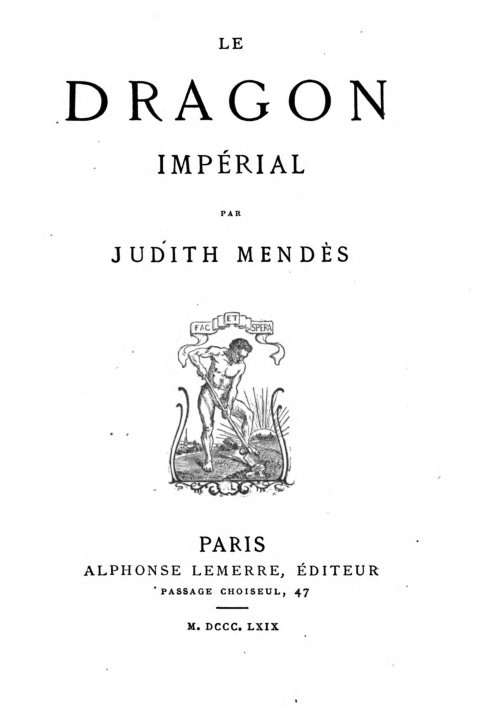 LE
DRAGON
IMPÉRIAL
PAR
JUDITH MENDÈS
FAC ET SPERA
PARIS
ALPHONSE LEMERRE, ÉDITEUR
PASSAGE CHOISEUL, 47
M. DCCC. LXIX